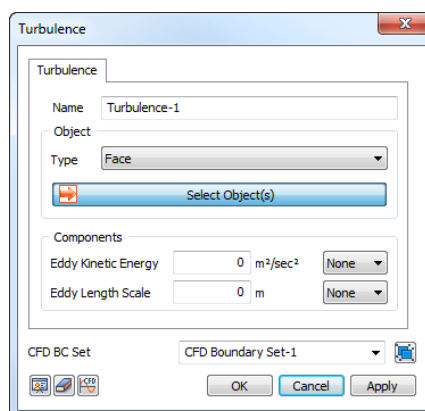 Turbulence
Turbulence
Name Turbulence-1
Object
Type Face
Select Object(s)
Components
Eddy Kinetic Energy 0 m²/sec² None
Eddy Length Scale 0 m None
CFD BC Set CFD Boundary Set-1
CFD OK Cancel Apply